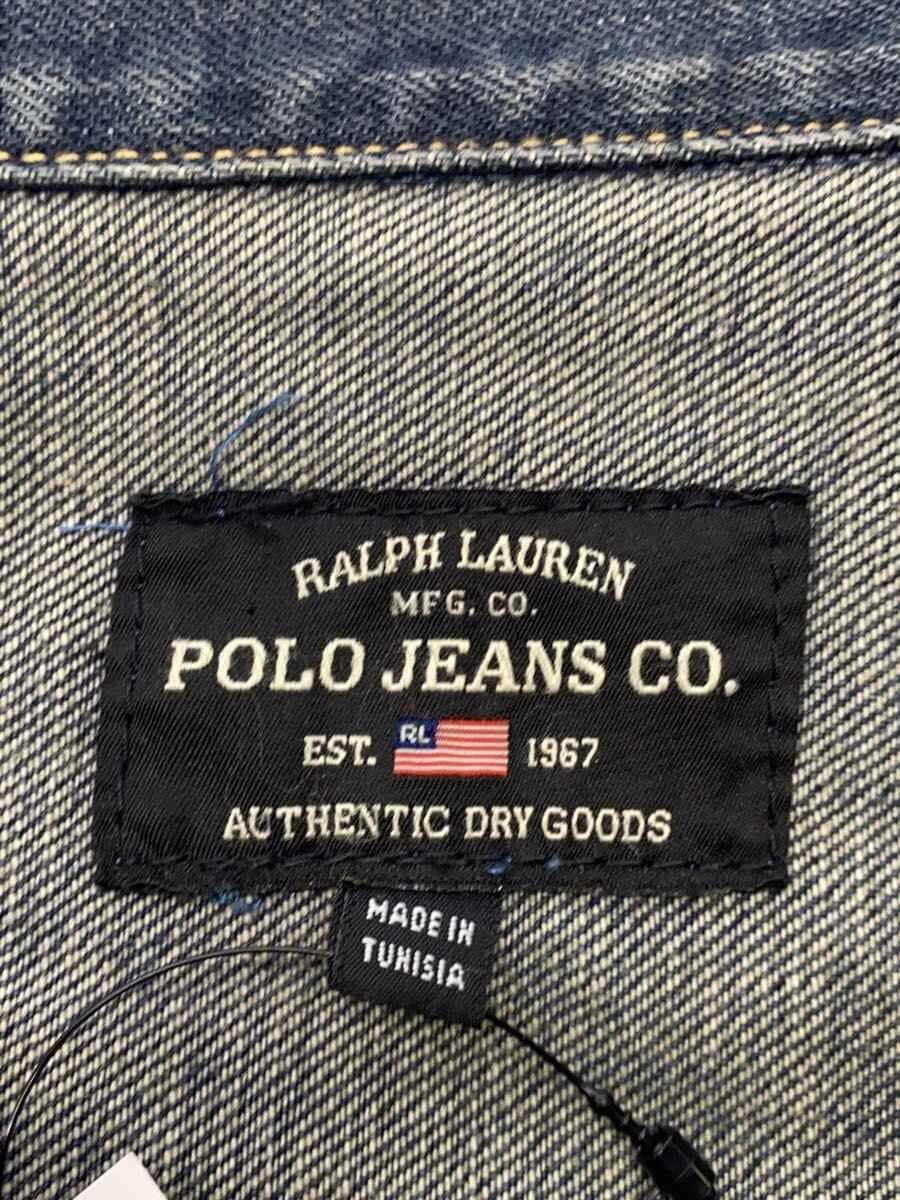 RALPH LAUREN
MFG. CO.
POLO JEANS CO.
EST. RL 1967
AUTHENTIC DRY GOODS
MADE IN
TUNISIA